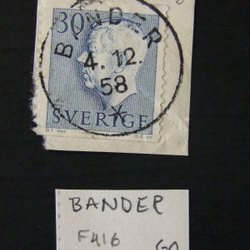 30
BANDER
4.12.
58
SVERIGE
BANDER
F416
60